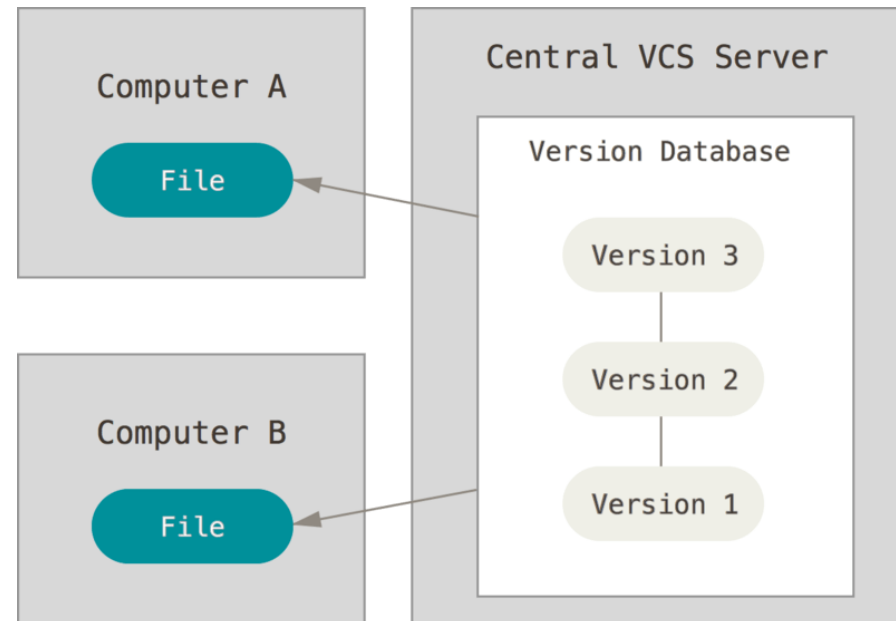 Computer A
File
Computer B
File
Central VCS Server
Version Database
Version 3
Version 2
Version 1